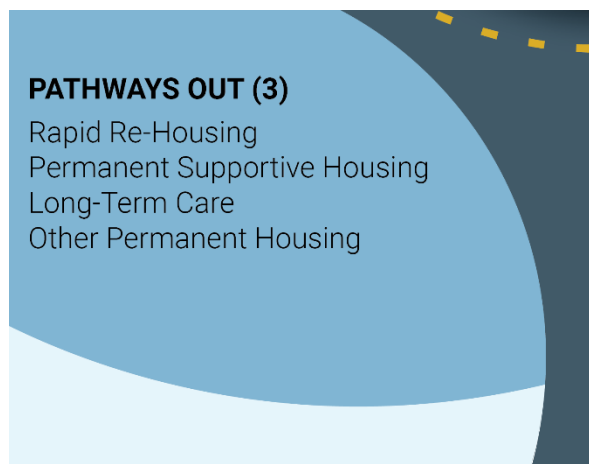 PATHWAYS OUT (3)
Rapid Re-Housing
Permanent Supportive Housing
Long-Term Care
Other Permanent Housing